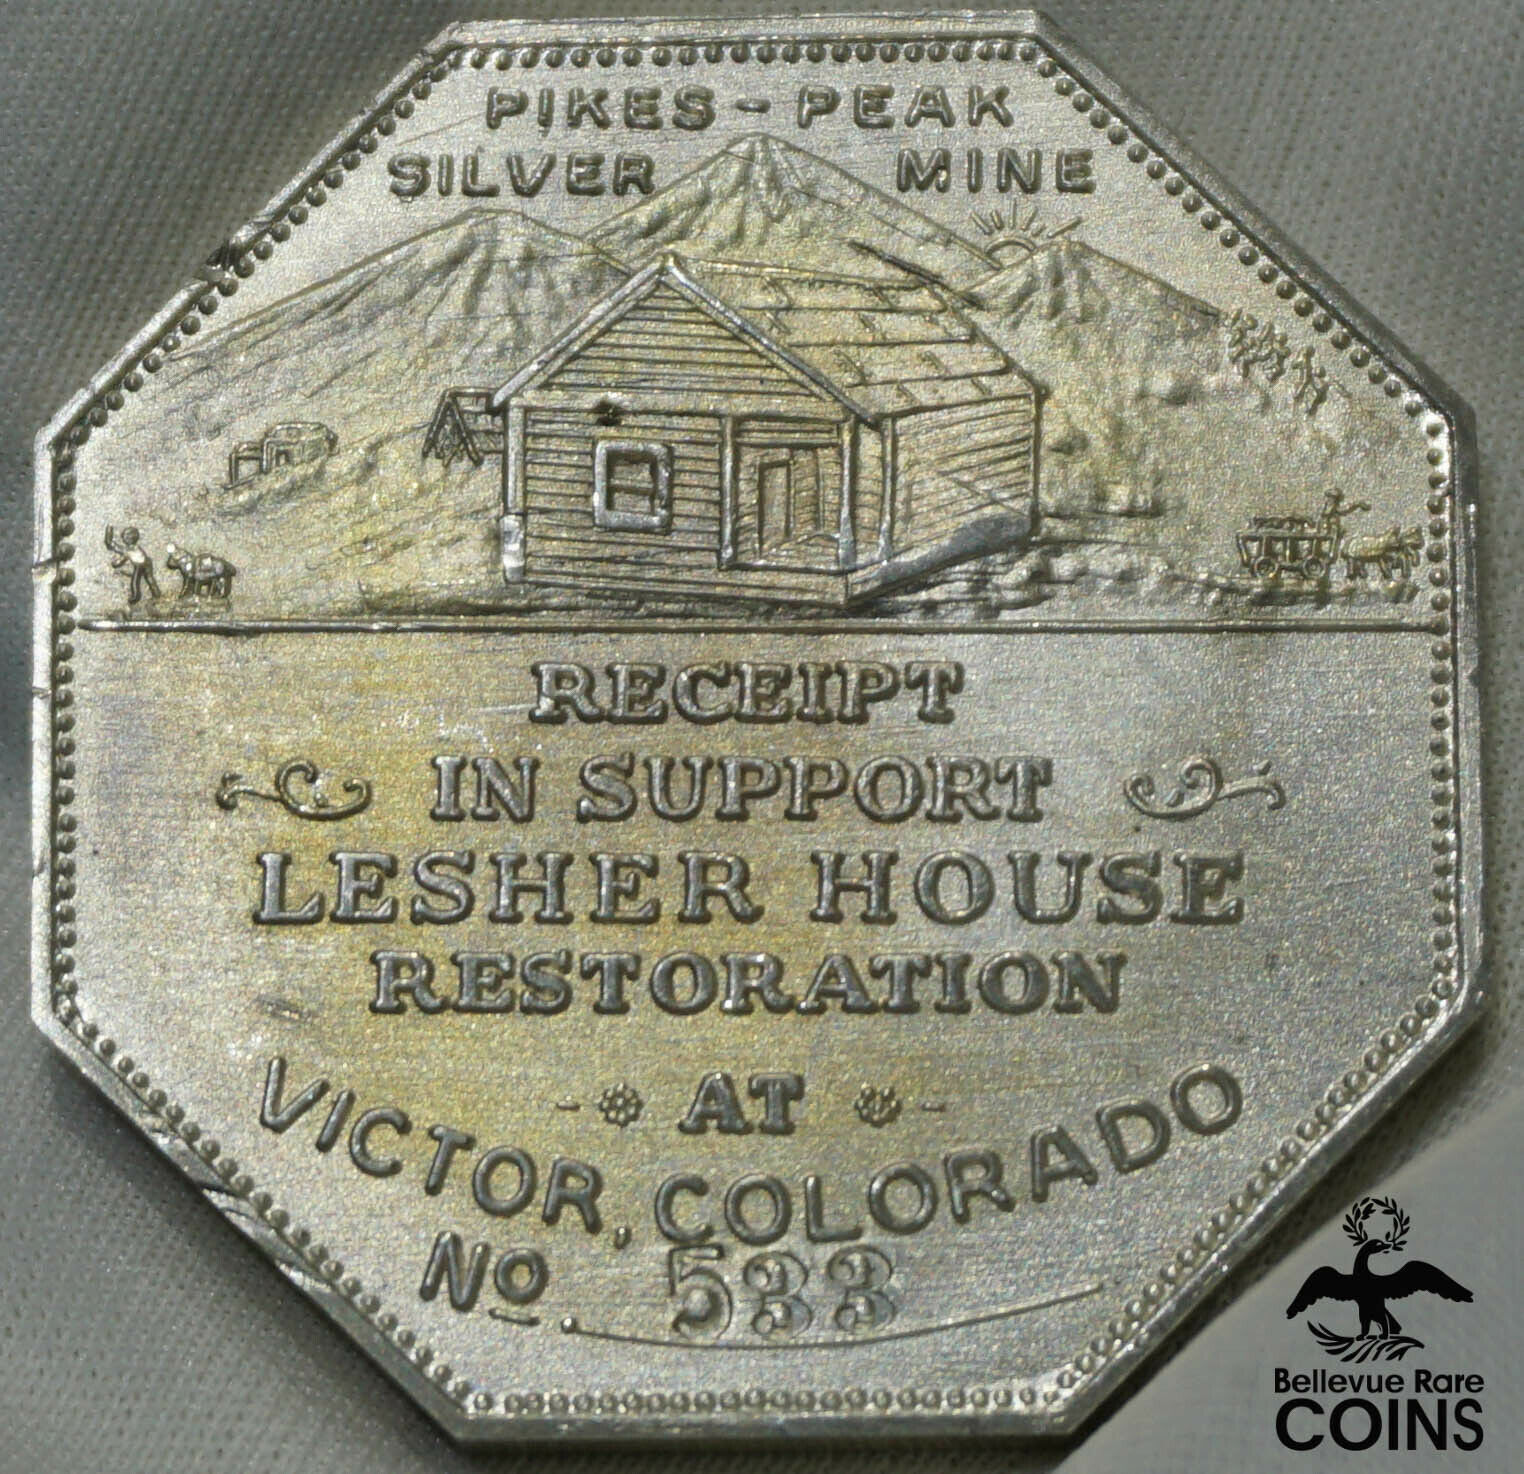 PIKES - PEAK
SILVER MINE
RECEIPT
IN SUPPORT
LESHER HOUSE
RESTORATION
- AT -
VICTOR, COLORADO
No. 533
Bellevue Rare
COINS